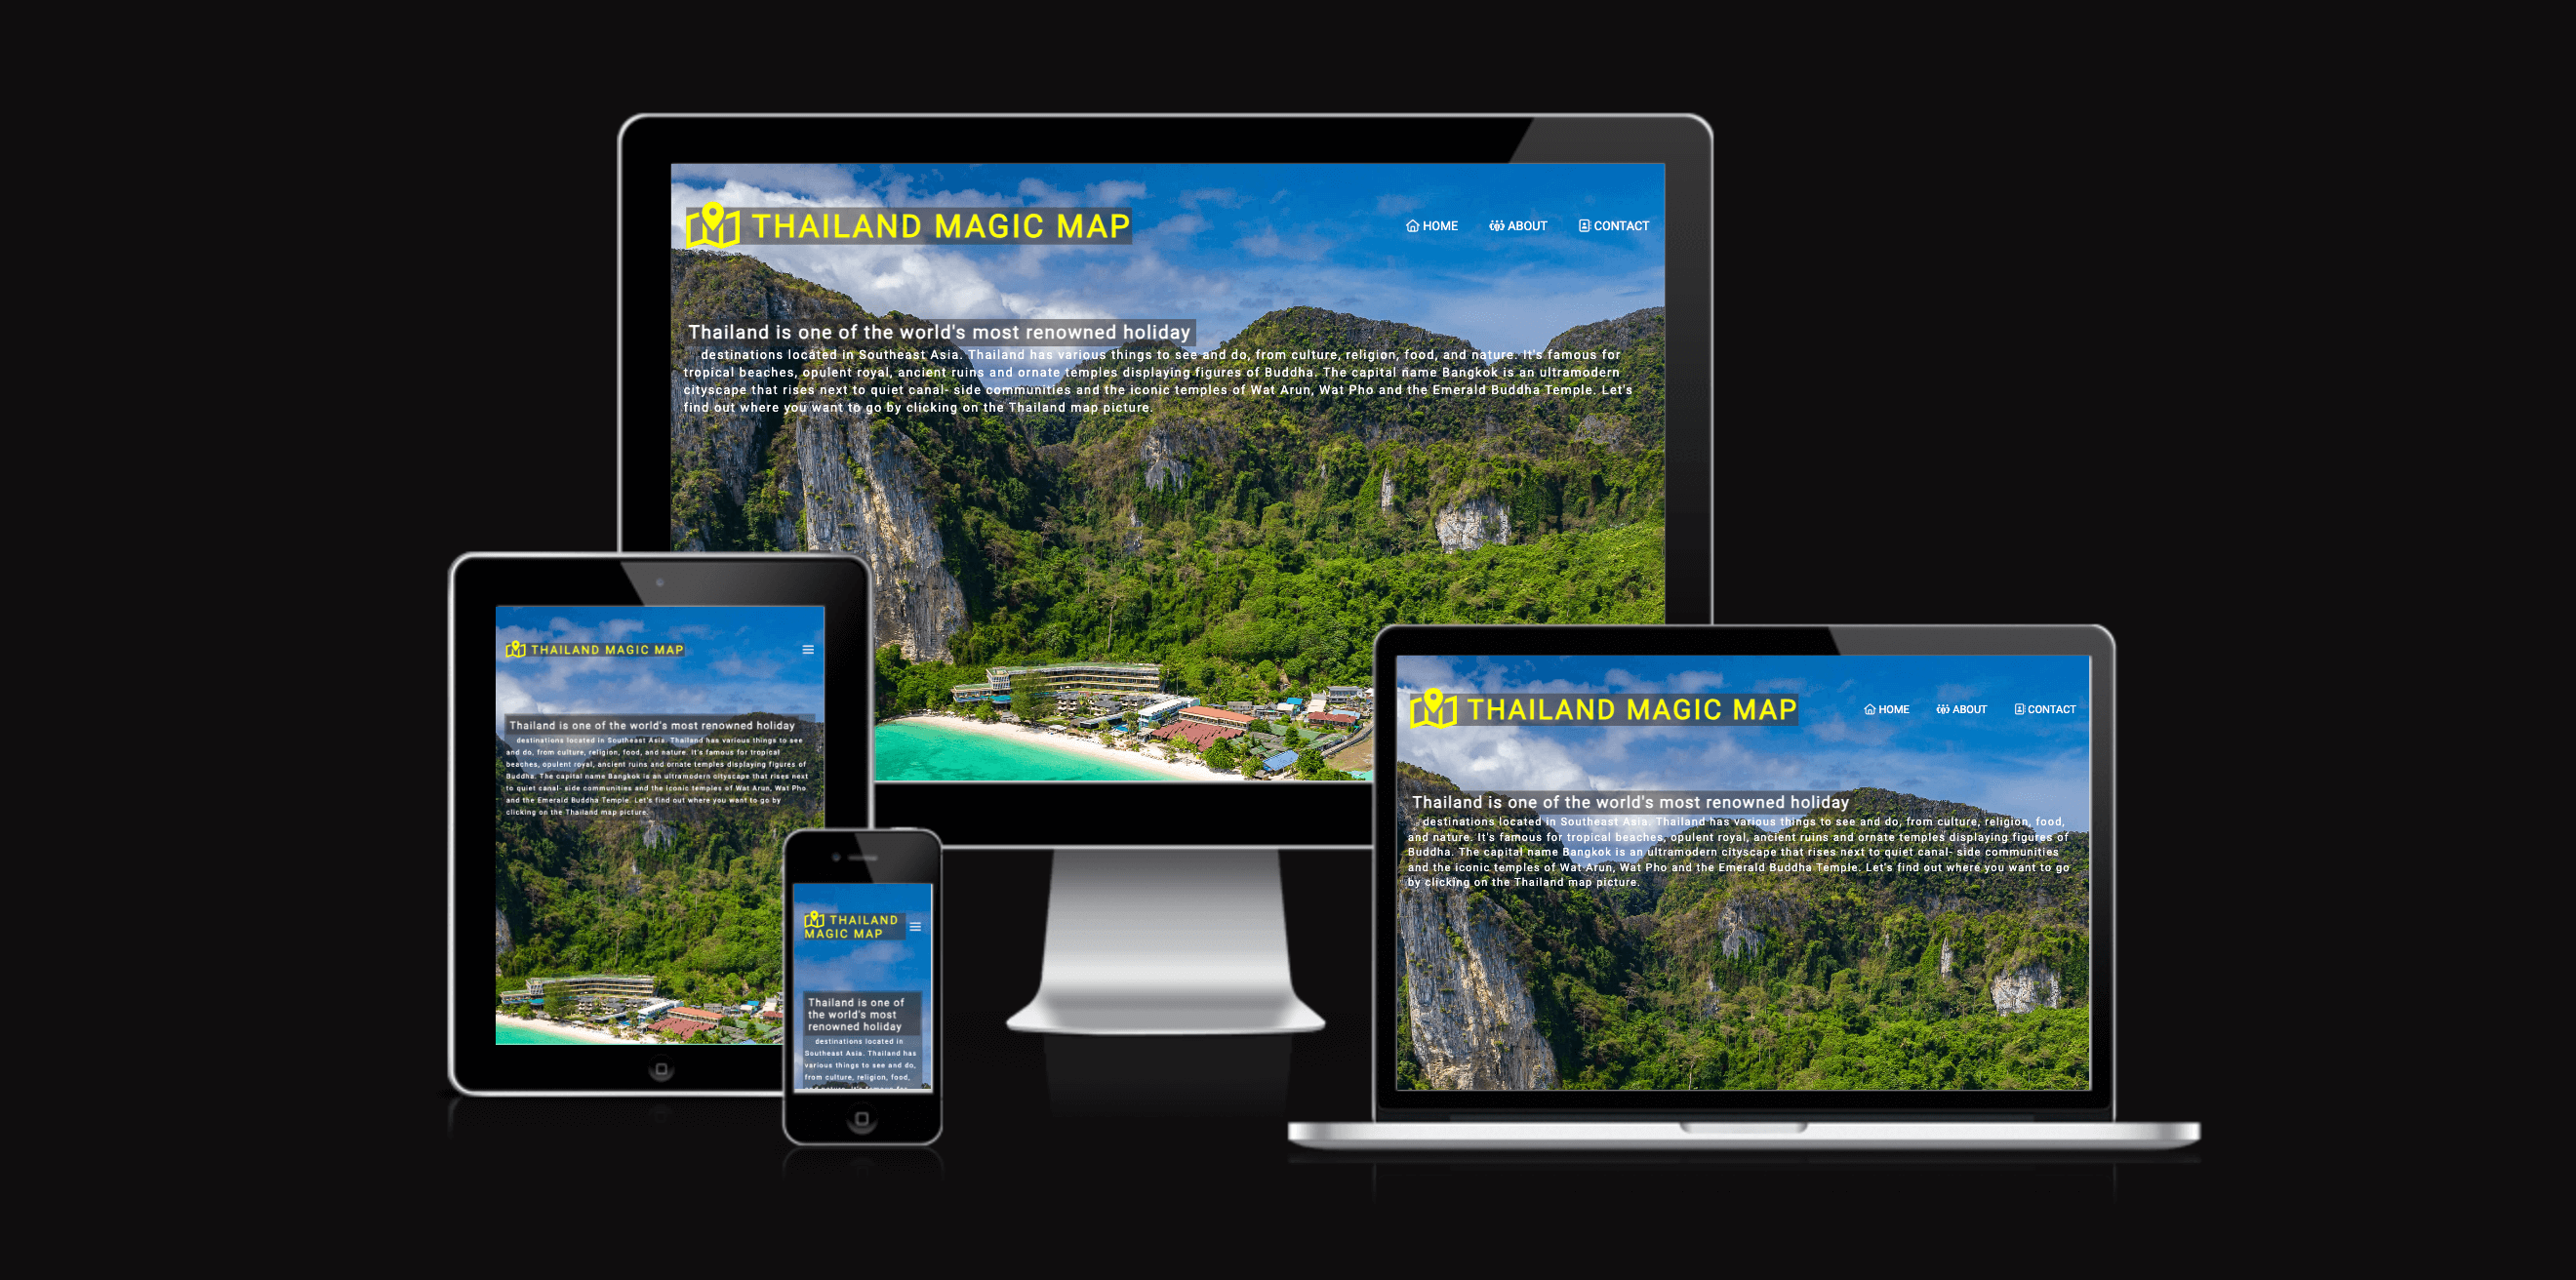 THAILAND MAGIC MAP
HOME ABOUT CONTACT
Thailand is one of the world's most renowned holiday
destinations located in Southeast Asia. Thailand has various things to see and do, from culture, religion, food, and nature. It's famous for
tropical beaches, opulent royal, ancient ruins and ornate temples displaying figures of Buddha. The capital name Bangkok is an ultramodern
cityscape that rises next to quiet canal- side communities and the iconic temples of Wat Arun, Wat Pho and the Emerald Buddha Temple. Let's
find out where you want to go by clicking on the Thailand map picture.
THAILAND MAGIC MAP
Thailand is one of the world's most renowned holiday
destinations located in Southeast Asia. Thailand has various things to see
and do, from culture, religion, food, and nature. It's famous for tropical
beaches, opulent royal, ancient ruins and ornate temples displaying figures of
Buddha. The capital name Bangkok is an ultramodern cityscape that rises next
to quiet canal- side communities and the iconic temples of Wat Arun, Wat Pho
and the Emerald Buddha Temple. Let's find out where you want to go by
clicking on the Thailand map picture.
THAILAND
MAGIC MAP
Thailand is one of
the world's most
renowned holiday
destinations located in
Southeast Asia. Thailand has
various things to see and do,
from culture, religion, food,
and nature. It's famous for
THAILAND MAGIC MAP
HOME ABOUT CONTACT
Thailand is one of the world's most renowned holiday
destinations located in Southeast Asia. Thailand has various things to see and do, from culture, religion, food,
and nature. It's famous for tropical beaches, opulent royal, ancient ruins and ornate temples displaying figures of
Buddha. The capital name Bangkok is an ultramodern cityscape that rises next to quiet canal- side communities
and the iconic temples of Wat Arun, Wat Pho and the Emerald Buddha Temple. Let's find out where you want to go
by clicking on the Thailand map picture.